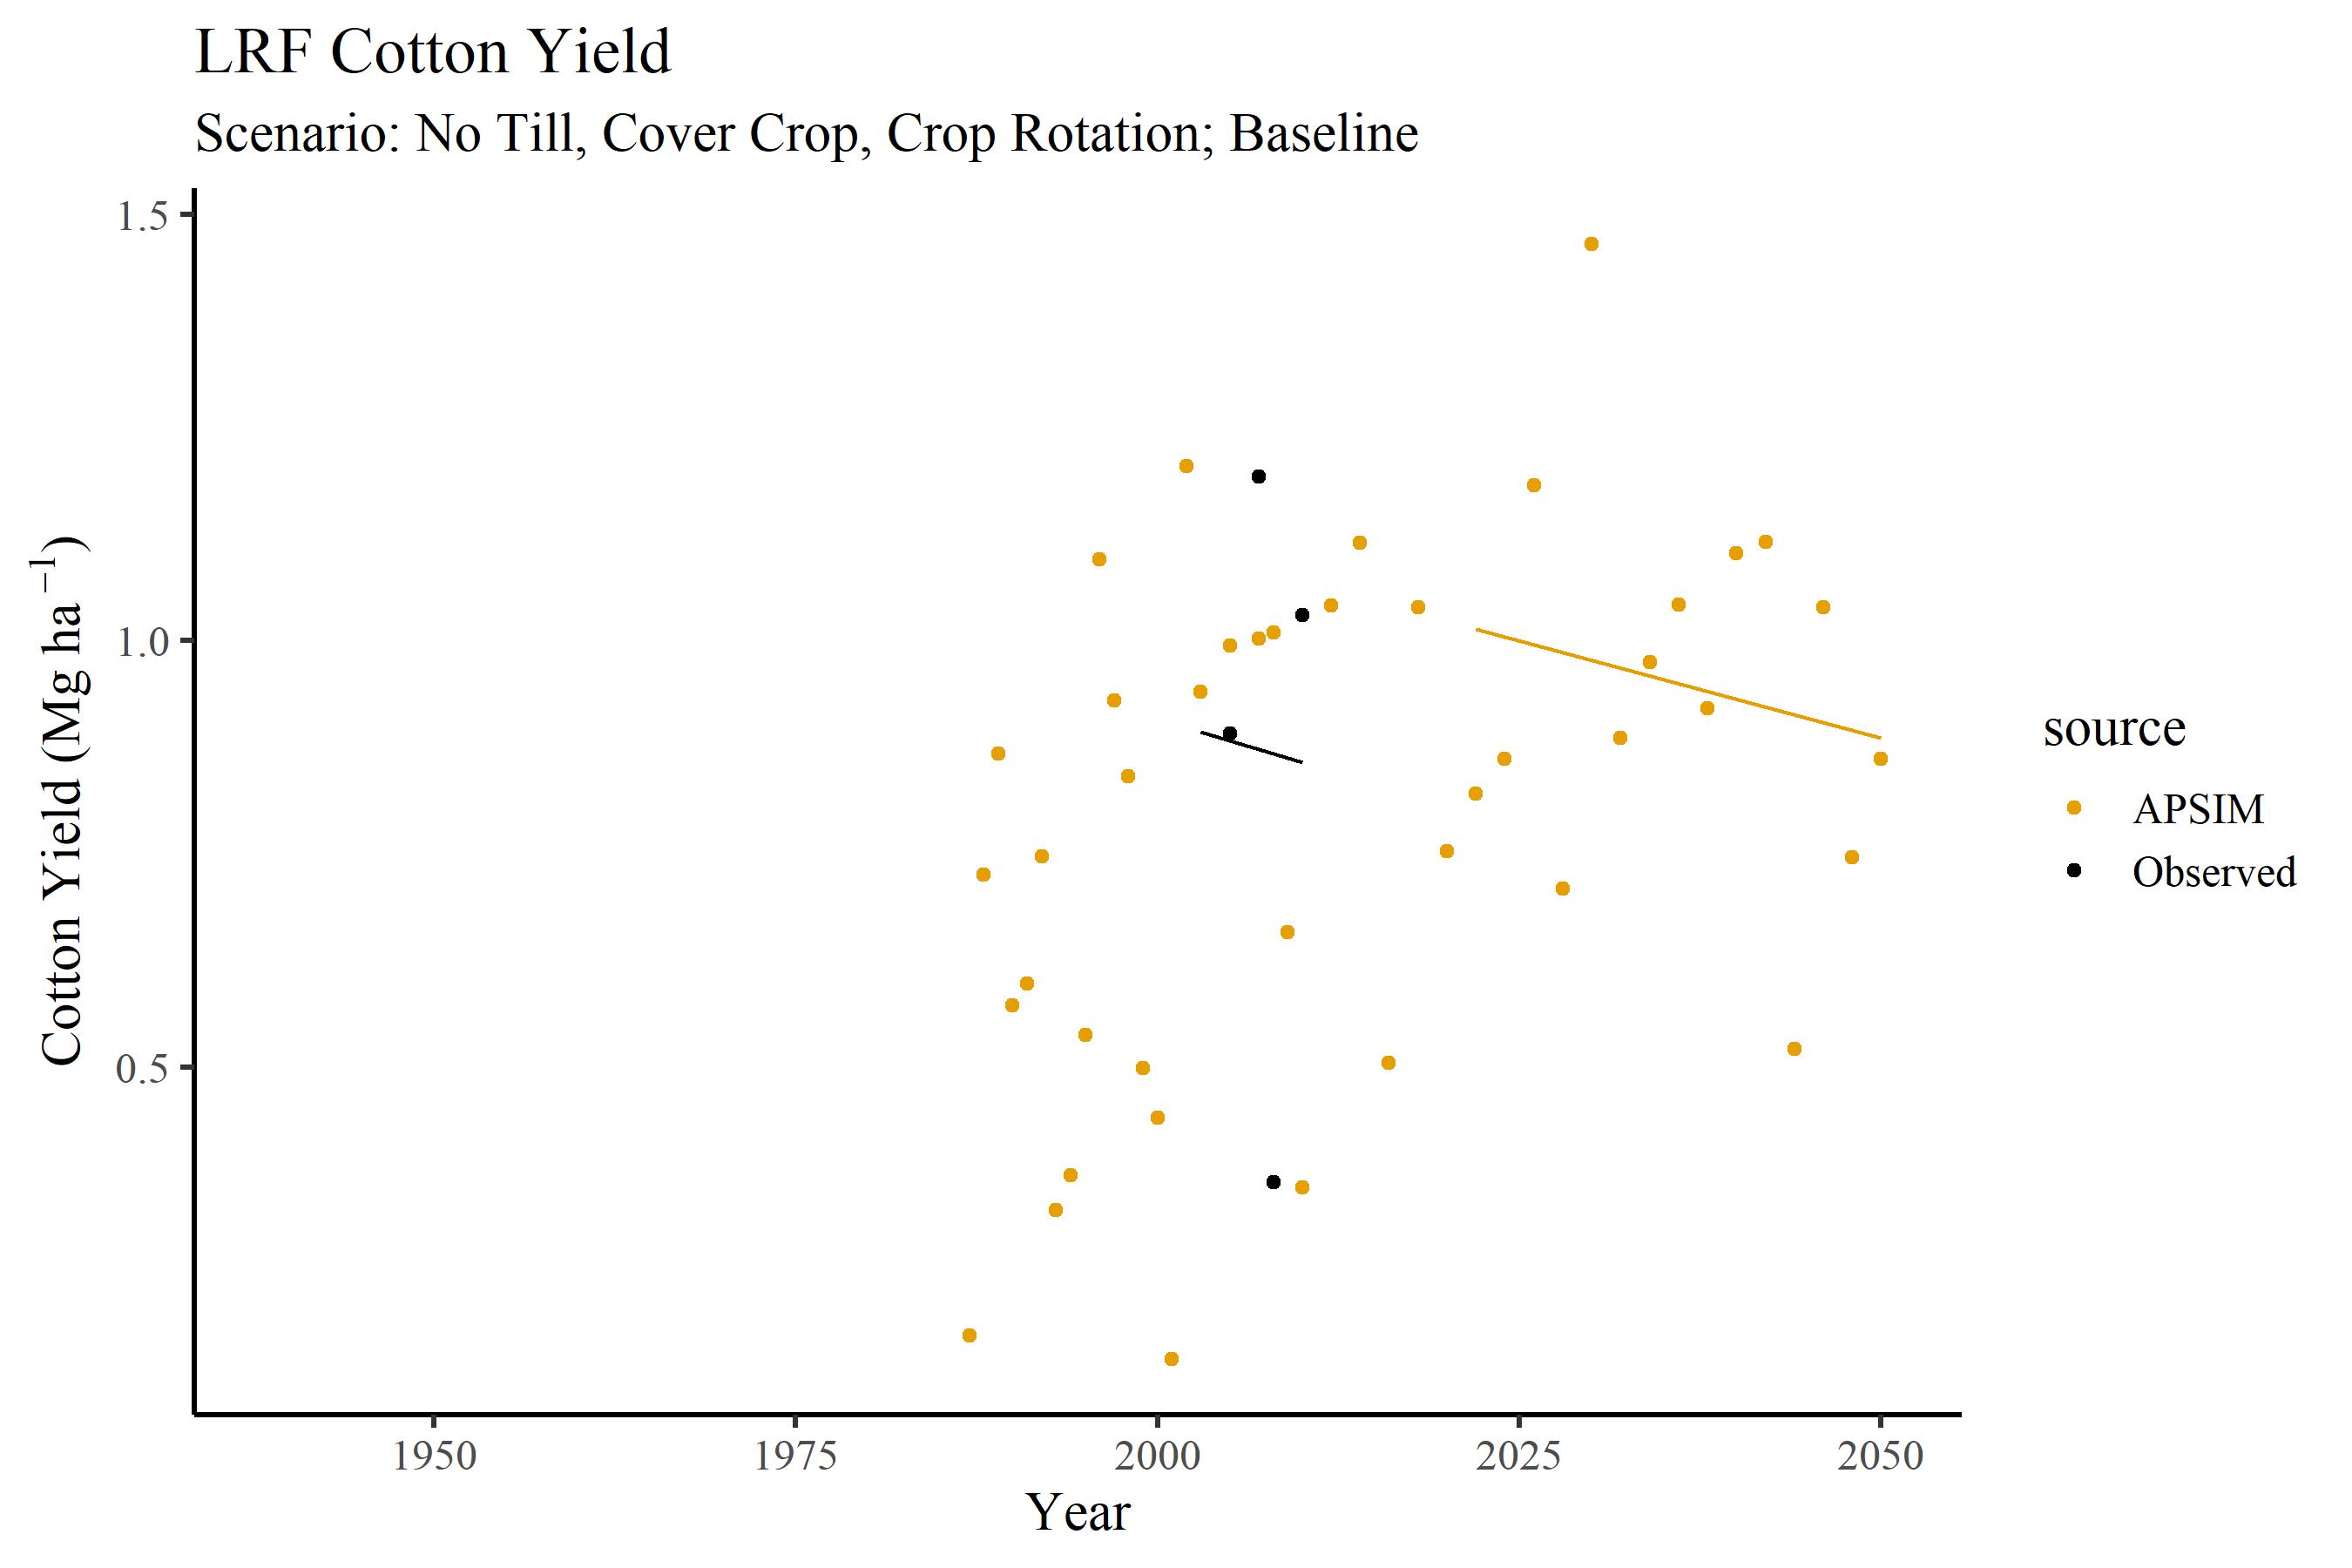 LRF Cotton Yield
Scenario: No Till, Cover Crop, Crop Rotation; Baseline
Cotton Yield (Mg ha⁻¹)
1.5
1.0
0.5
1950 1975 2000 2025 2050
Year
source
APSIM
Observed